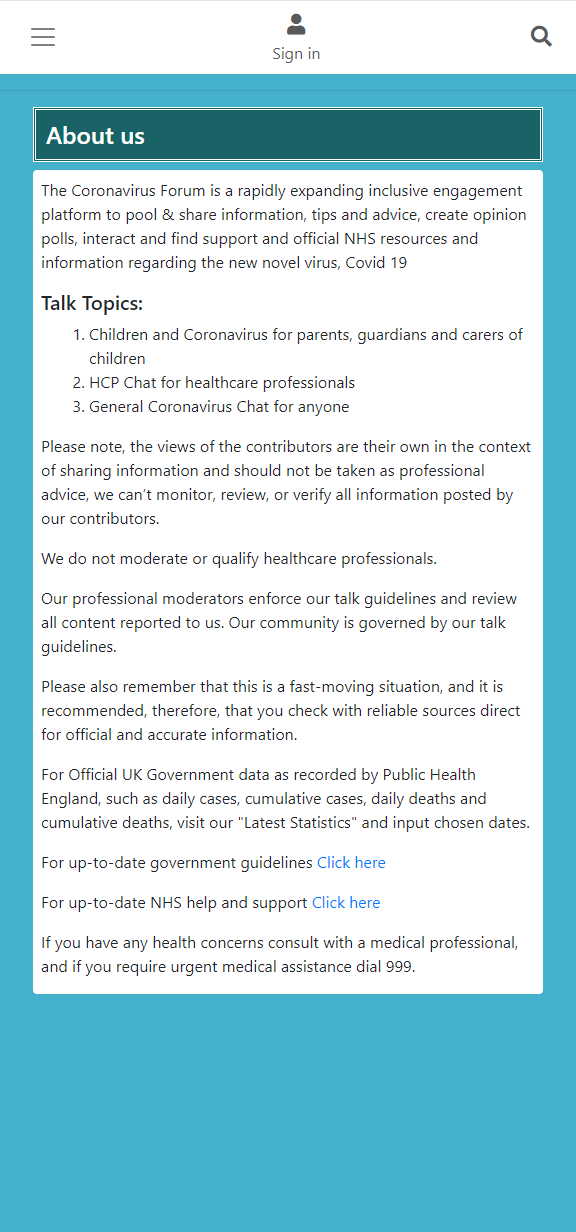 Sign in
About us
The Coronavirus Forum is a rapidly expanding inclusive engagement
platform to pool & share information, tips and advice, create opinion
polls, interact and find support and official NHS resources and
information regarding the new novel virus, Covid 19
Talk Topics:
1. Children and Coronavirus for parents, guardians and carers of
children
2. HCP Chat for healthcare professionals
3. General Coronavirus Chat for anyone
Please note, the views of the contributors are their own in the context
of sharing information and should not be taken as professional
advice, we can't monitor, review, or verify all information posted by
our contributors.
We do not moderate or qualify healthcare professionals.
Our professional moderators enforce our talk guidelines and review
all content reported to us. Our community is governed by our talk
guidelines.
Please also remember that this is a fast-moving situation, and it is
recommended, therefore, that you check with reliable sources direct
for official and accurate information.
For Official UK Government data as recorded by Public Health
England, such as daily cases, cumulative cases, daily deaths and
cumulative deaths, visit our "Latest Statistics" and input chosen dates.
For up-to-date government guidelines Click here
For up-to-date NHS help and support Click here
If you have any health concerns consult with a medical professional,
and if you require urgent medical assistance dial 999.